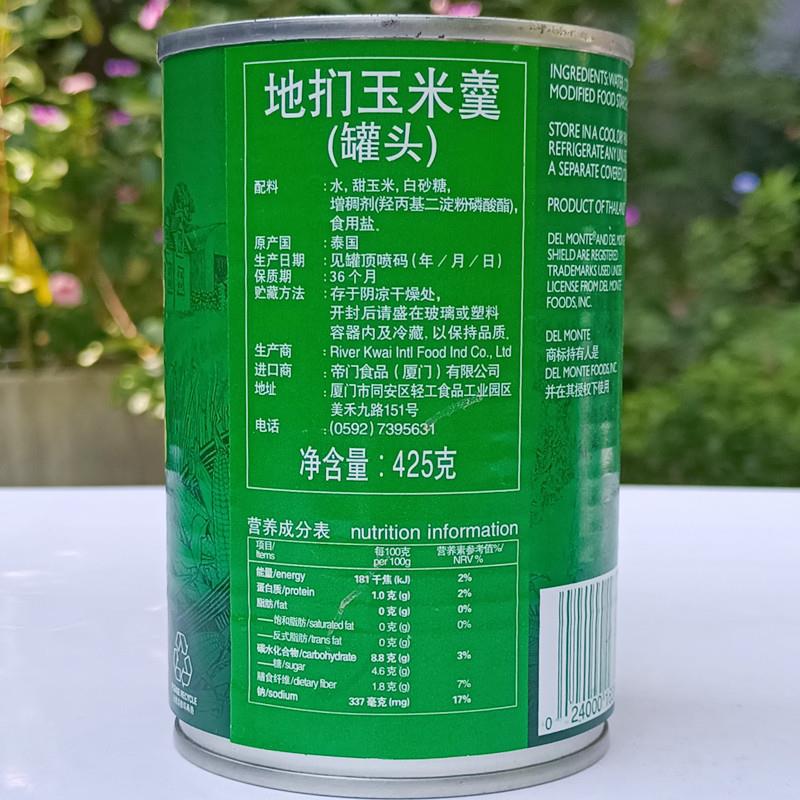 地扪玉米羹
(罐头)
配料 : 水, 甜玉米, 白砂糖,
增稠剂(羟丙基二淀粉磷酸酯),
食用盐.
原产国 : 泰国
生产日期 : 见罐顶喷码 ( 年 / 月 / 日 )
保质期 : 36 个月
贮藏方法 : 存于阴凉干燥处,
开封后请盛在玻璃或塑料
容器内及冷藏, 以保持品质.
生产商 : River Kwai Intl Food Ind Co., Ltd
进口商 : 帝门食品 ( 厦门 ) 有限公司
地址 : 厦门市同安区轻工食品工业园区
美禾九路151号
电话 : (0592) 7395631
净含量 : 425克
营养成分表 nutrition information
项目/ 每100克 营养素参考值%/
Items per 100g NRV %
能量/energy 181 千焦 (kJ) 2%
蛋白质/protein 1.0 克 (g) 2%
脂肪/fat 0 克 (g) 0%
—饱和脂肪/saturated fat 0 克 (g) 0%
—反式脂肪/trans fat 0 克 (g)
碳水化合物/carbohydrate 8.8 克 (g) 3%
—糖/sugar 4.6 克 (g)
膳食纤维/dietary fiber 1.8 克 (g) 7%
钠/sodium 337 毫克 (mg) 17%
INGREDIENTS: WATER,
MODIFIED FOOD
STORE IN A COOL DRY
REFRIGERATE ANY
A SEPARATE COVERED
PRODUCT OF THAILAND
DEL MONTE® AND DEL MONTE
SHIELD ARE REGISTERED
TRADEMARKS USED UNDER
LICENSE FROM DEL MONTE
FOODS, INC.
DEL MONTE
商标持有人是
DEL MONTE FOODS, INC
并在其授权下使用
0 24000
PLEASE RECYCLE